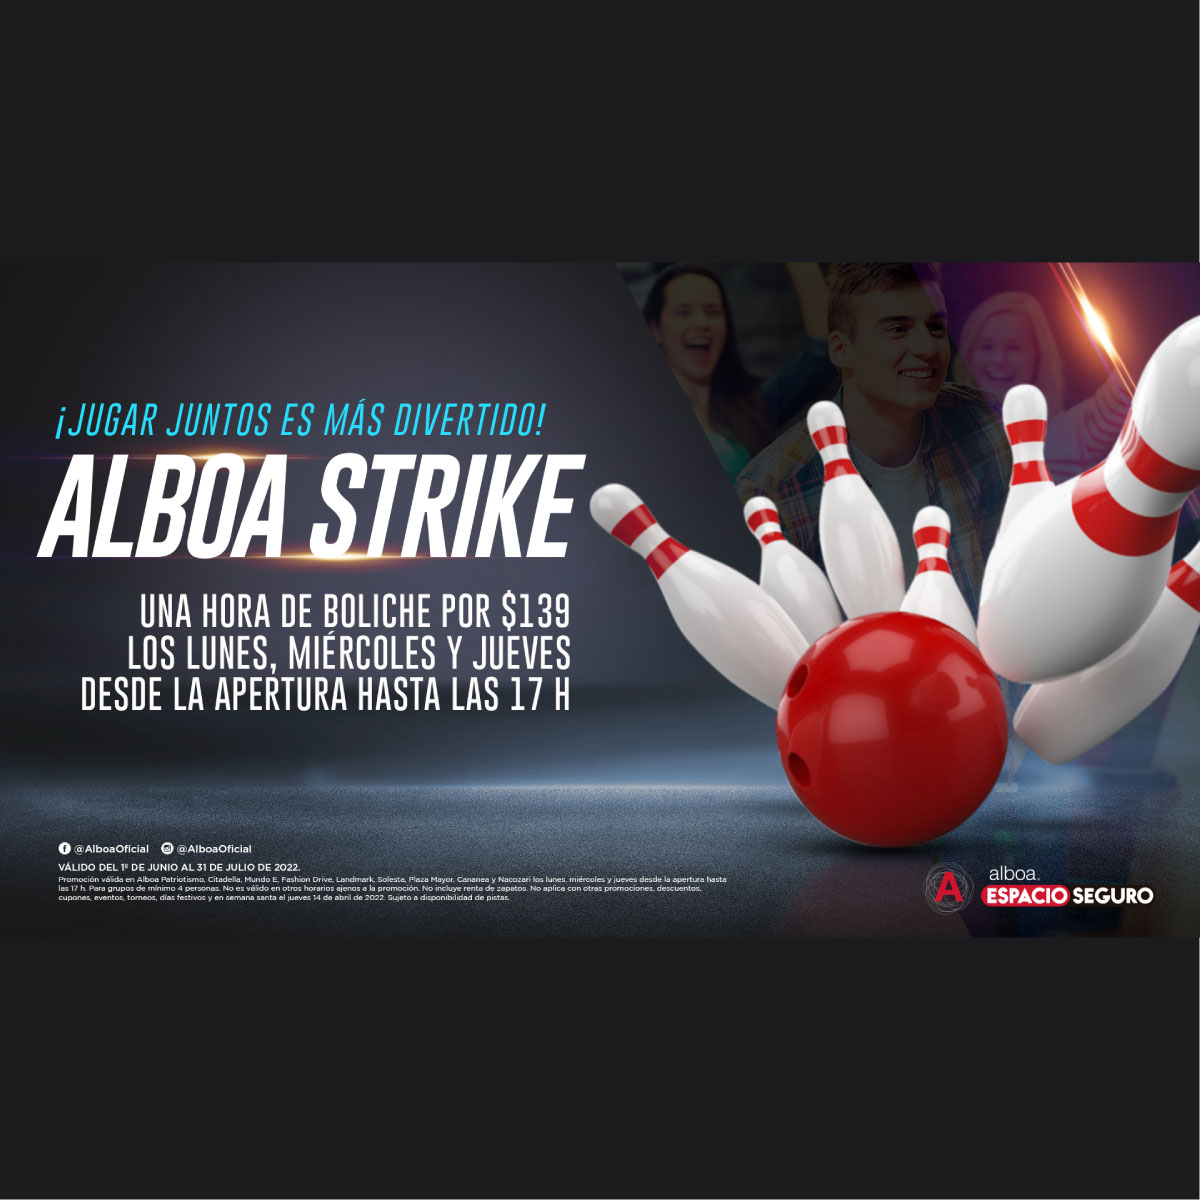 ¡JUGAR JUNTOS ES MÁS DIVERTIDO!
ALBOA STRIKE
UNA HORA DE BOLICHE POR $139
LOS LUNES, MIÉRCOLES Y JUEVES
DESDE LA APERTURA HASTA LAS 17 H
@AlboaOficial @AlboaOficial
VÁLIDO DEL 1º DE JUNIO AL 31 DE JULIO DE 2022.
Promoción válida en Alboa Patriotismo, Citadella, Mundo E, Fashion Drive, Landmark, Solesta, Plaza Mayor, Cananea y Nacozari los lunes, miércoles y jueves desde la apertura hasta
las 17 h. Para grupos de mínimo 4 personas. No es válido en otros horarios ajenos a la promoción. No incluye renta de zapatos. No aplica con otras promociones, descuentos,
cupones, eventos, torneos, días festivos y en semana santa el jueves 14 de abril de 2022. Sujeto a disponibilidad de pistas.
A alboa®
ESPACIO SEGURO